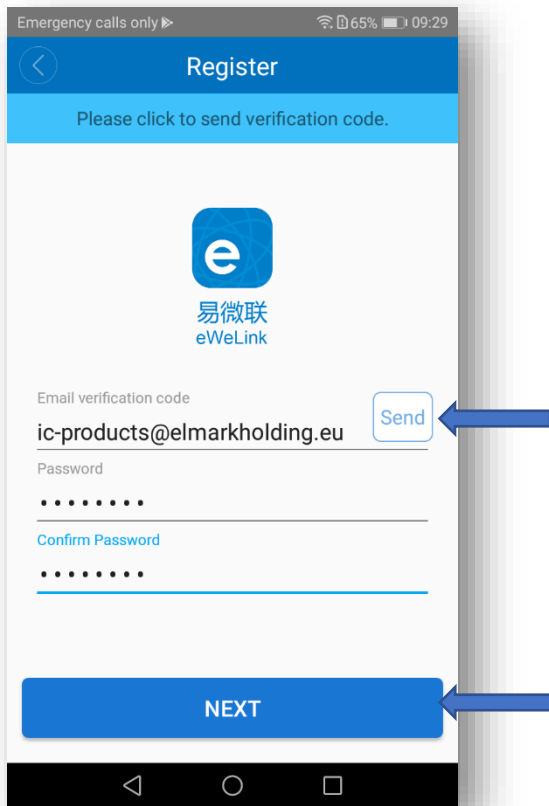 Emergency calls only 65% 09:29
Register
Please click to send verification code.
e
易微联
eWeLink
Email verification code
ic-products@elmarkholding.eu
Send
Password
••••••••
Confirm Password
••••••••
NEXT